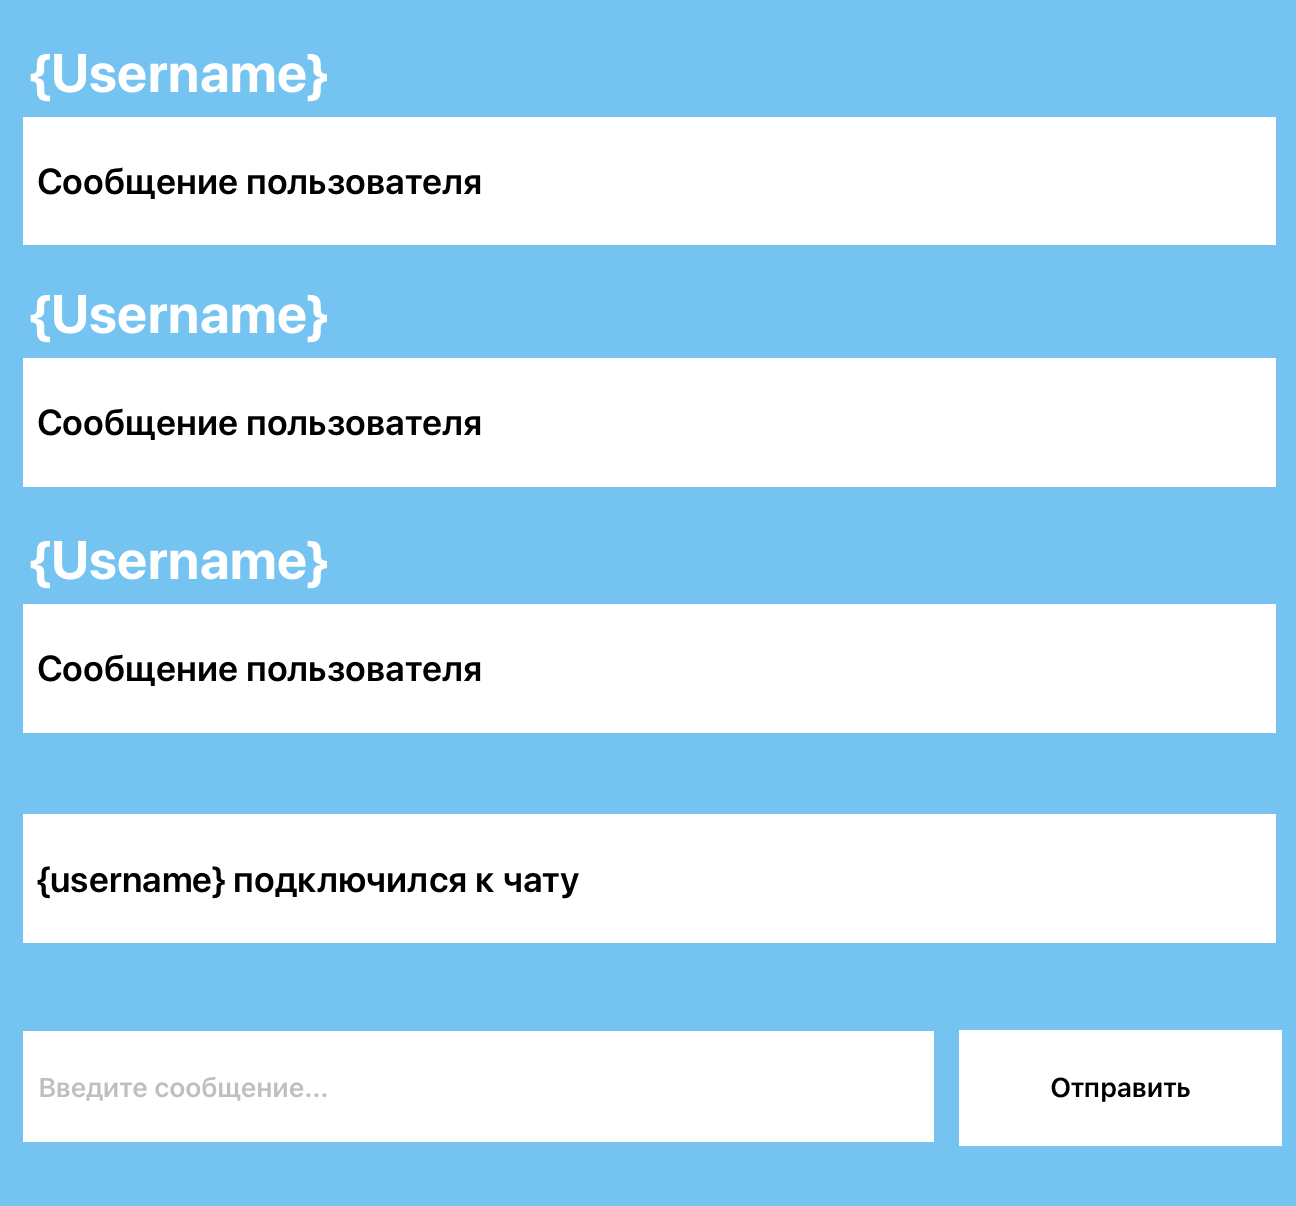 {Username}
Сообщение пользователя
{Username}
Сообщение пользователя
{Username}
Сообщение пользователя
{username} подключился к чату
Введите сообщение...
Отправить